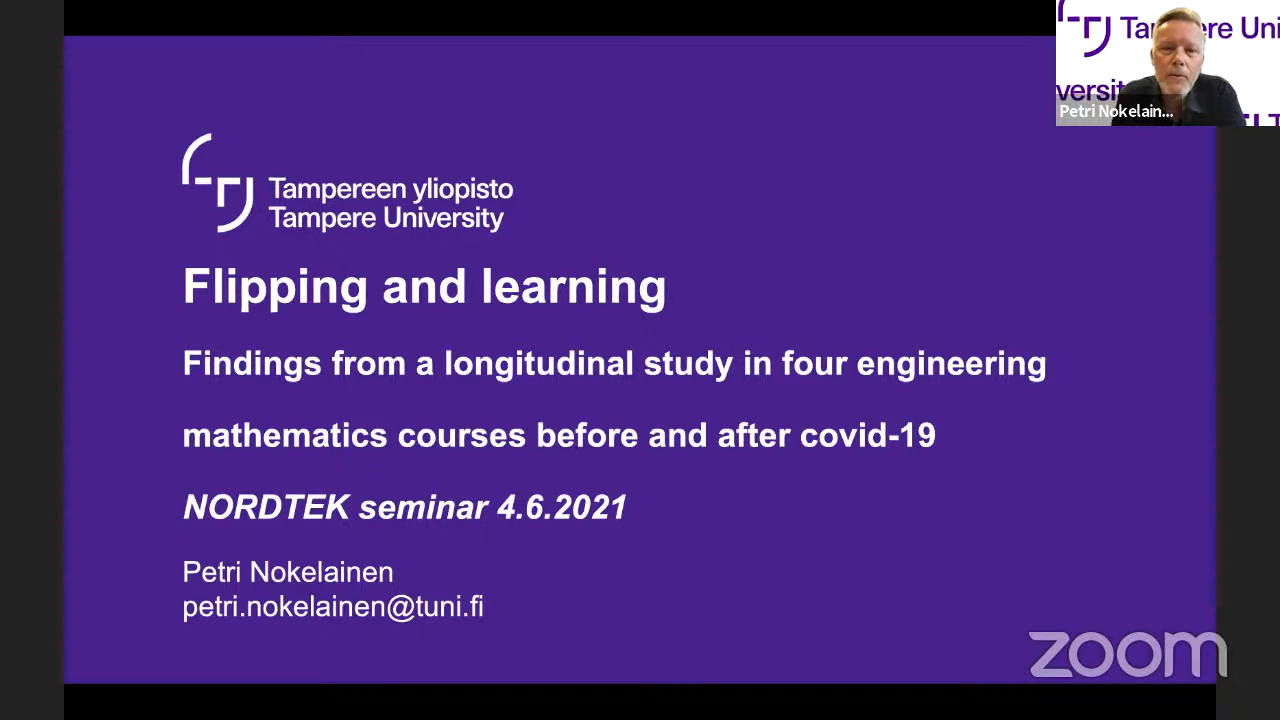 Tampereen yliopisto
Tampere University
Flipping and learning
Findings from a longitudinal study in four engineering
mathematics courses before and after covid-19
NORDTEK seminar 4.6.2021
Petri Nokelainen
petri.nokelainen@tuni.fi
Petri Nokelain...
zoom